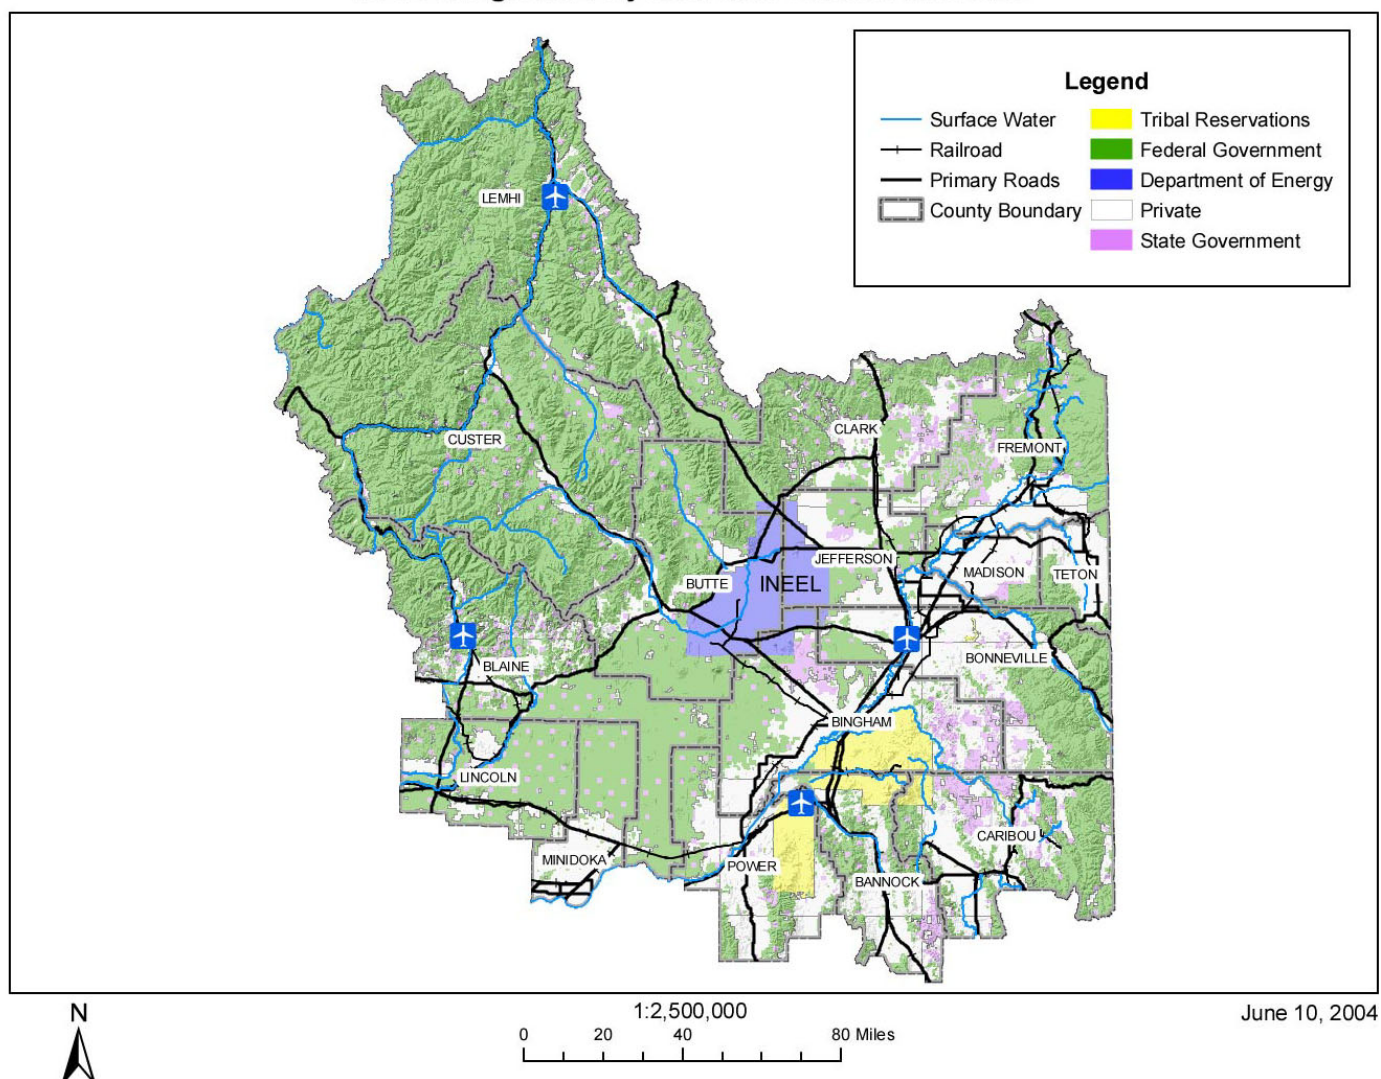 Legend
Surface Water
Railroad
Primary Roads
County Boundary
Tribal Reservations
Federal Government
Department of Energy
Private
State Government
LEMHI
CUSTER
CLARK
FREMONT
JEFFERSON
MADISON
TETON
BUTTE
INEEL
BLAINE
BONNEVILLE
BINGHAM
LINCOLN
CARIBOU
MINIDOKA
POWER
BANNOCK
N
1:2,500,000
0 20 40 80 Miles
June 10, 2004